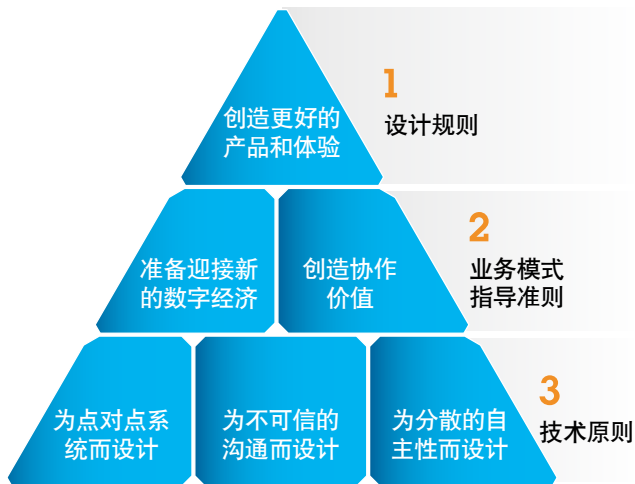 创造更好的
产品和体验
1
设计规则
准备迎接新
的数字经济
创造协作
价值
2
业务模式
指导准则
为点对点系
统而设计
为不可信的
沟通而设计
为分散的自
主性而设计
3
技术原则